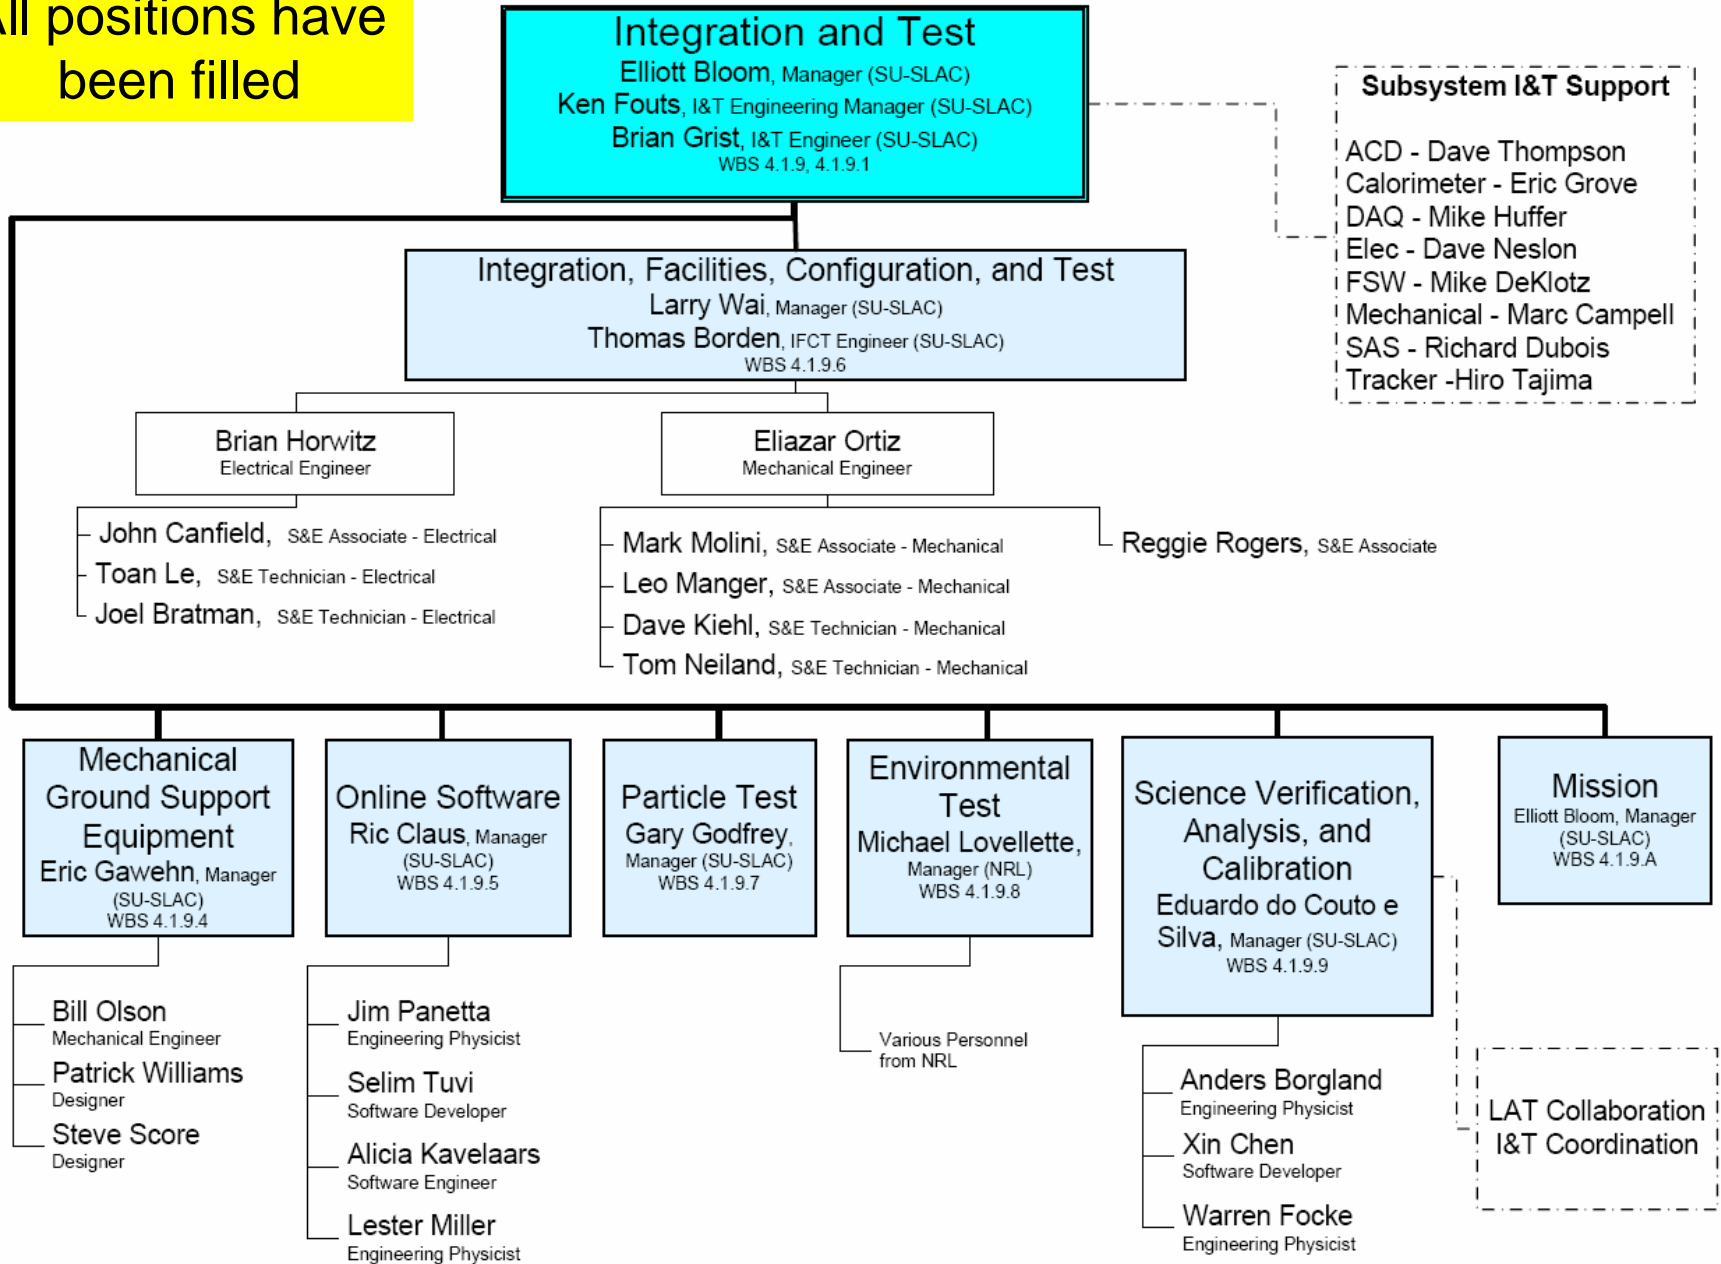 All positions have
been filled
Integration and Test
Elliott Bloom, Manager (SU-SLAC)
Ken Fouts, I&T Engineering Manager (SU-SLAC)
Brian Grist, I&T Engineer (SU-SLAC)
WBS 4.1.9, 4.1.9.1
Subsystem I&T Support
ACD - Dave Thompson
Calorimeter - Eric Grove
DAQ - Mike Huffer
Elec - Dave Neslon
FSW - Mike DeKlotz
Mechanical - Marc Campell
SAS - Richard Dubois
Tracker -Hiro Tajima
Integration, Facilities, Configuration, and Test
Larry Wai, Manager (SU-SLAC)
Thomas Borden, IFCT Engineer (SU-SLAC)
WBS 4.1.9.6
Brian Horwitz
Electrical Engineer
John Canfield, S&E Associate - Electrical
Toan Le, S&E Technician - Electrical
Joel Bratman, S&E Technician - Electrical
Eliazar Ortiz
Mechanical Engineer
Mark Molini, S&E Associate - Mechanical
Leo Manger, S&E Associate - Mechanical
Dave Kiehl, S&E Technician - Mechanical
Tom Neiland, S&E Technician - Mechanical
Reggie Rogers, S&E Associate
Mechanical
Ground Support
Equipment
Eric Gawehn, Manager
(SU-SLAC)
WBS 4.1.9.4
Bill Olson
Mechanical Engineer
Patrick Williams
Designer
Steve Score
Designer
Online Software
Ric Claus, Manager
(SU-SLAC)
WBS 4.1.9.5
Jim Panetta
Engineering Physicist
Selim Tuvi
Software Developer
Alicia Kavelaars
Software Engineer
Lester Miller
Engineering Physicist
Particle Test
Gary Godfrey,
Manager (SU-SLAC)
WBS 4.1.9.7
Environmental
Test
Michael Lovellette,
Manager (NRL)
WBS 4.1.9.8
Various Personnel
from NRL
Science Verification,
Analysis, and
Calibration
Eduardo do Couto e
Silva, Manager (SU-SLAC)
WBS 4.1.9.9
Anders Borgland
Engineering Physicist
Xin Chen
Software Developer
Warren Focke
Engineering Physicist
Mission
Elliott Bloom, Manager
(SU-SLAC)
WBS 4.1.9.A
LAT Collaboration
I&T Coordination